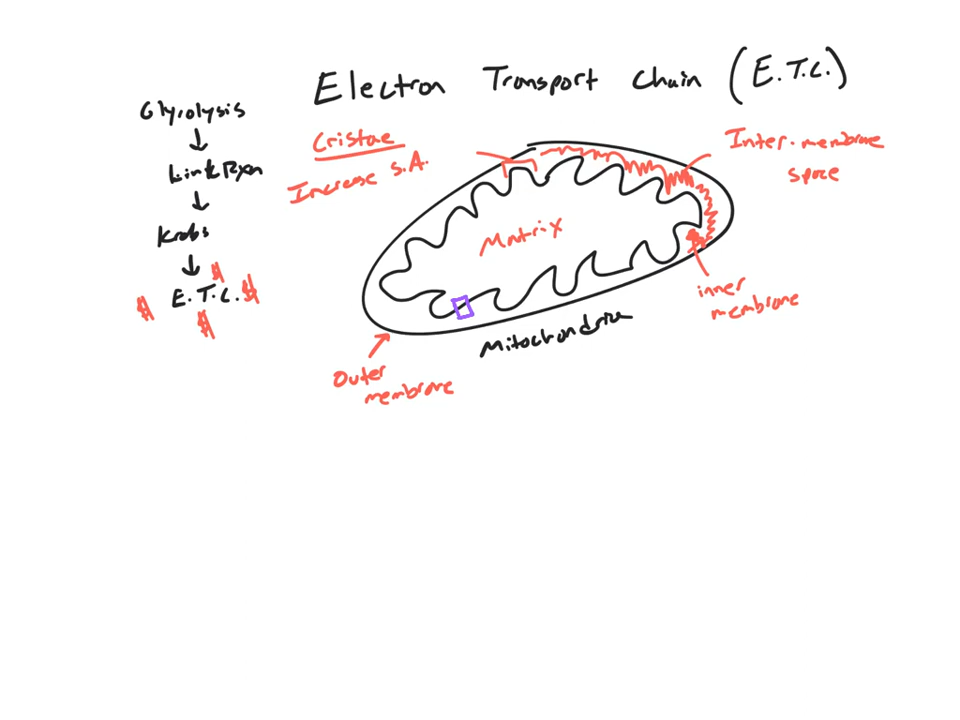 Electron Transport Chain (E.T.C.)
Glycolysis
↓
Link Rxn
↓
Krebs
↓
E.T.C.
$ $ $ $
Cristae
Increase S.A.
Inter-membrane
space
Matrix
inner
membrane
Mitochondria
Outer
membrane